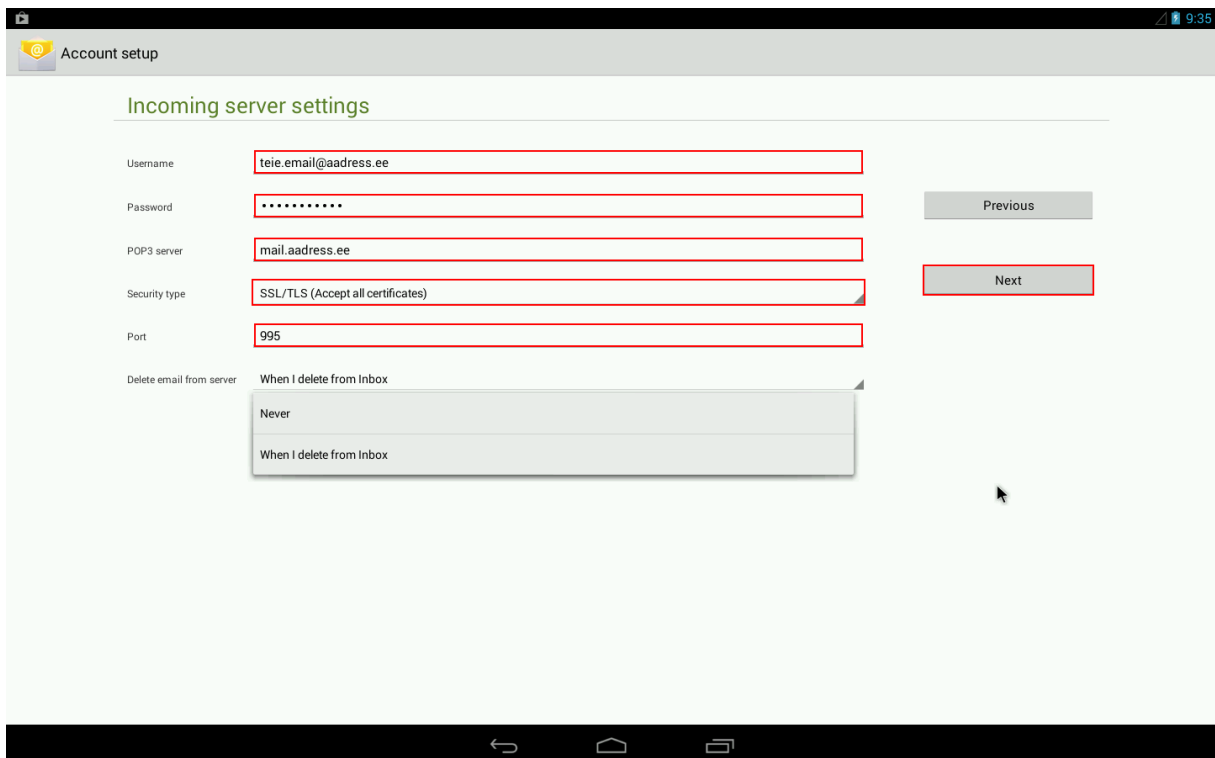 9:35
Account setup
Incoming server settings
Username teie.email@aadress.ee
Password •••••••••••
Previous
POP3 server mail.aadress.ee
Next
Security type SSL/TLS (Accept all certificates)
Port 995
Delete email from server When I delete from Inbox
Never
When I delete from Inbox